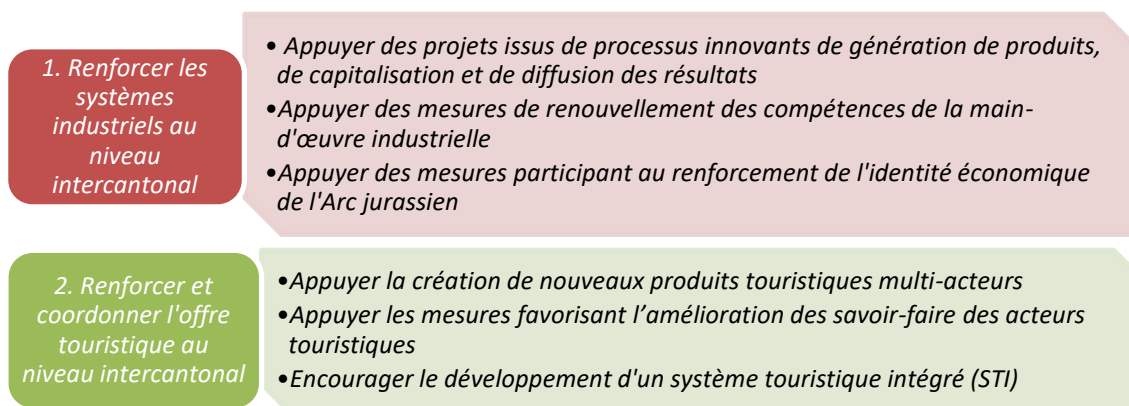 1. Renforcer les
systèmes
industriels au
niveau
intercantonal
• Appuyer des projets issus de processus innovants de génération de produits,
de capitalisation et de diffusion des résultats
•Appuyer des mesures de renouvellement des compétences de la main-
d'œuvre industrielle
•Appuyer des mesures participant au renforcement de l'identité économique
de l'Arc jurassien
2. Renforcer et
coordonner l'offre
touristique au
niveau intercantonal
•Appuyer la création de nouveaux produits touristiques multi-acteurs
•Appuyer les mesures favorisant l’amélioration des savoir-faire des acteurs
touristiques
•Encourager le développement d'un système touristique intégré (STI)